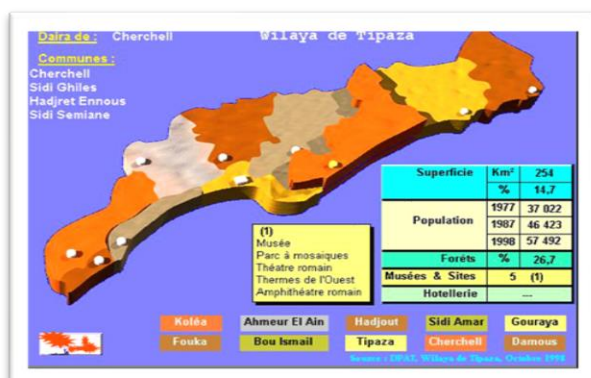 Wilaya de Tipaza
Daira de : Cherchell
Communes :
Cherchell
Sidi Ghiles
Hadjret Ennous
Sidi Semiane
(1)
Musée
Parc à mosaiques
Théatre romain
Thermes de l'Ouest
Amphithéatre romain
Superficie Km² 254
% 14,7
Population 1977 37 022
1987 46 423
1998 57 492
Foréts % 26,7
Musées & Sites 5 (1)
Hotellerie ---
Koléa Ahmeur El Ain Hadjout Sidi Amar Gouraya
Fouka Bou Ismail Tipaza Cherchell Damous
Source : DPAT. Wilaya de Tipaza, Octobre 1998